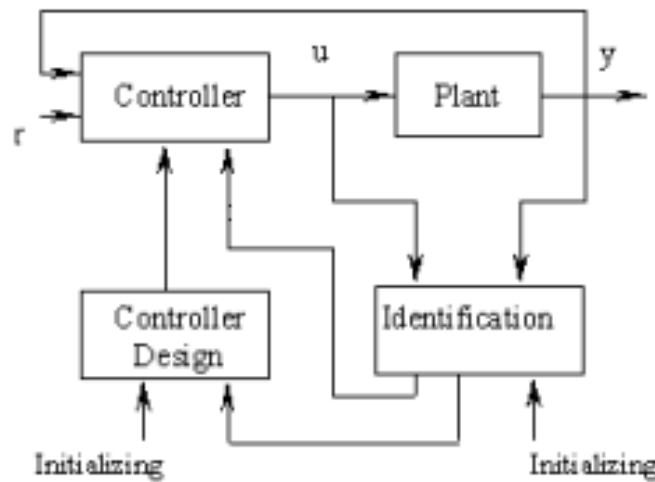 u
y
Controller
Plant
r
Controller
Design
Identification
Initializing
Initializing